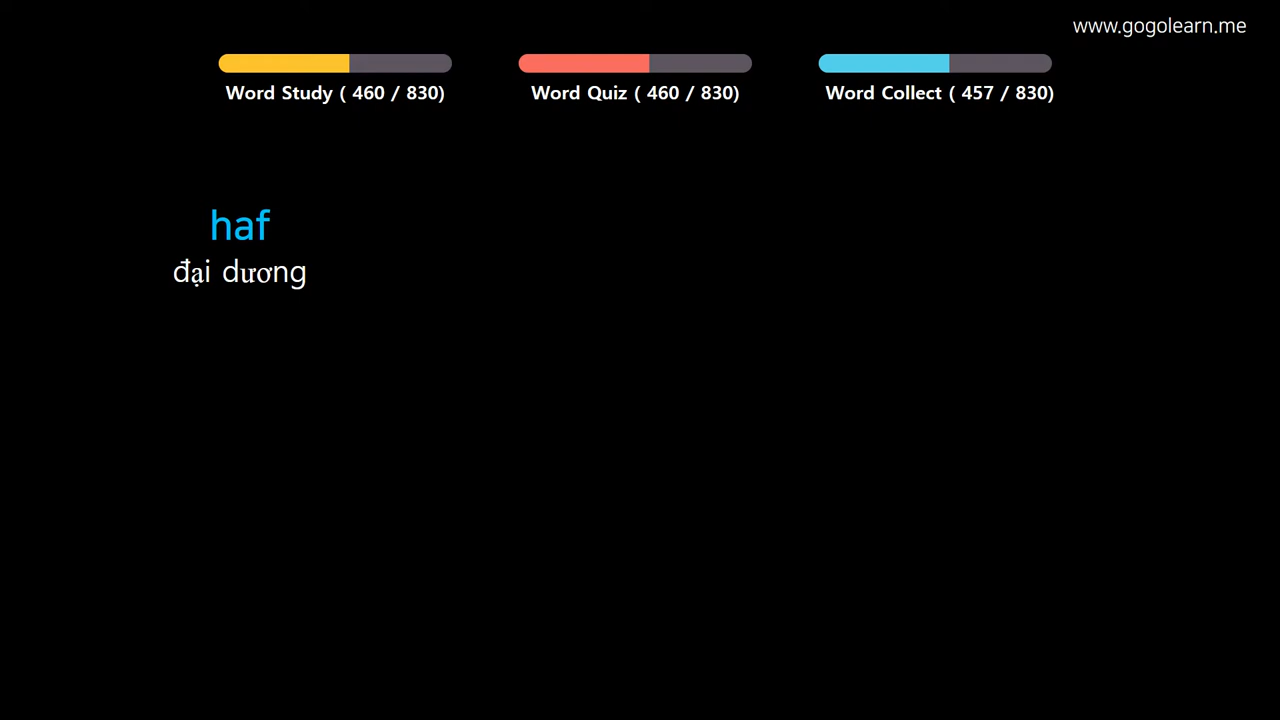 www.gogolearn.me
Word Study ( 460 / 830)
Word Quiz ( 460 / 830)
Word Collect ( 457 / 830)
haf
đại dương